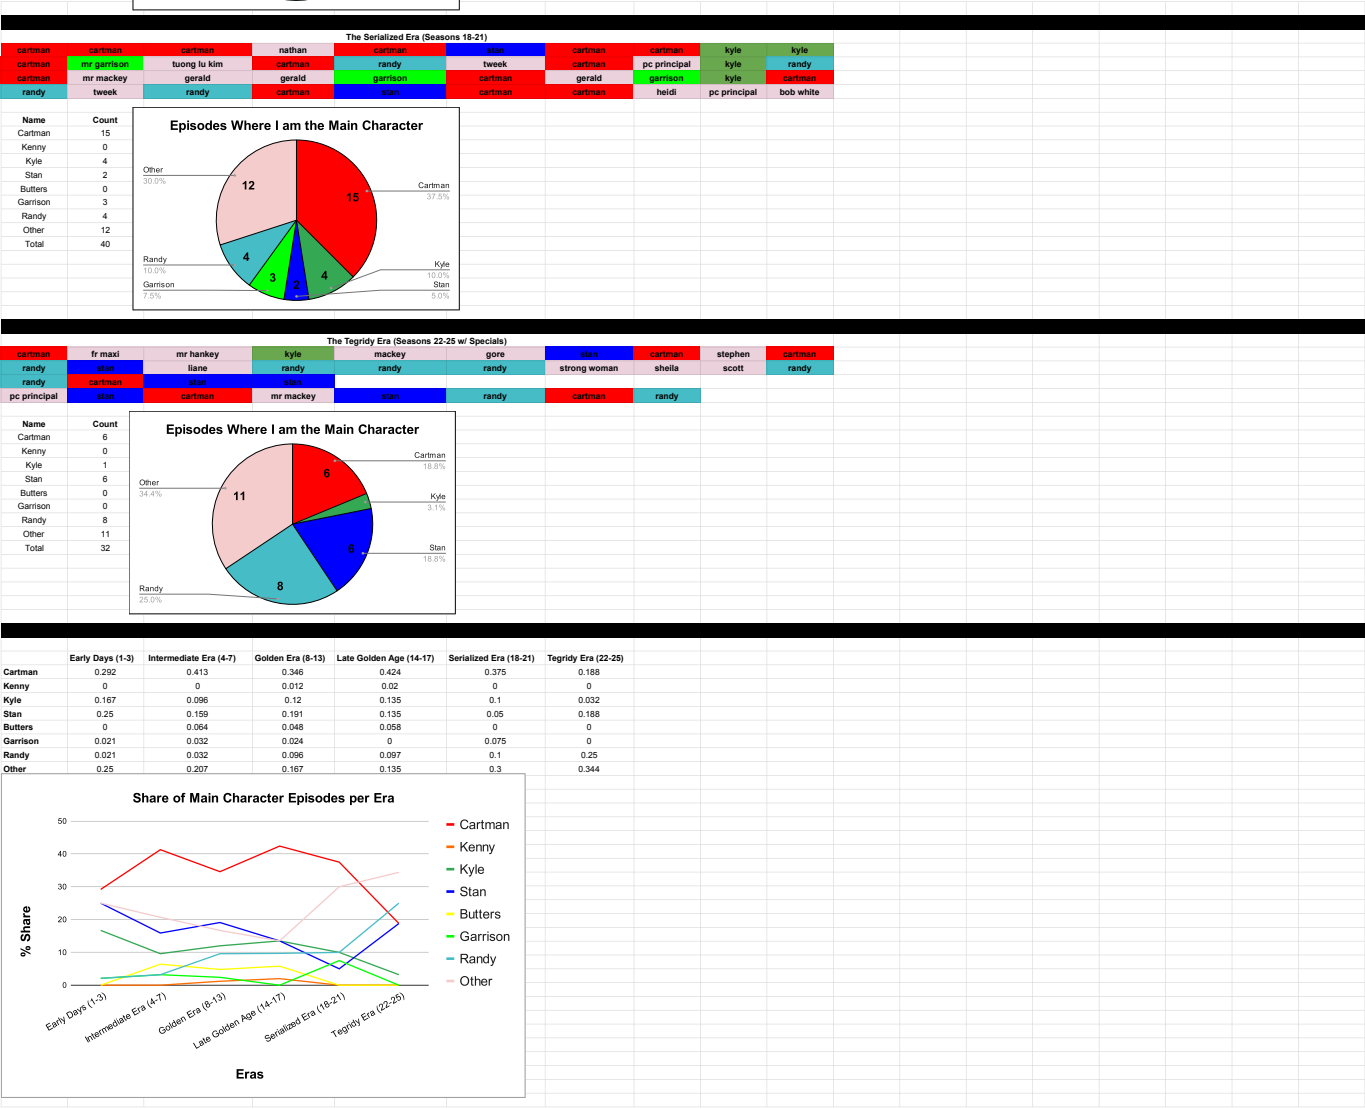 The Serialized Era (Seasons 18-21)
cartman cartman cartman nathan cartman stan cartman cartman kyle kyle
cartman mr garrison tuong lu kim cartman randy tweek cartman pc principal kyle randy
cartman mr mackey gerald gerald garrison cartman gerald garrison kyle cartman
randy tweek randy cartman stan cartman cartman heidi pc principal bob white
Name Count
Cartman 15
Kenny 0
Kyle 4
Stan 2
Butters 0
Garrison 3
Randy 4
Other 12
Total 40
Episodes Where I am the Main Character
Other
30.0%
12
15
Cartman
37.5%
Randy
10.0%
4
Garrison
7.5%
3
2
4
Kyle
10.0%
Stan
5.0%
The Tegridy Era (Seasons 22-25 w/ Specials)
cartman fr maxi mr hankey kyle mackey gore stan cartman stephen cartman
randy stan liane randy randy randy strong woman sheila scott randy
randy cartman stan stan
pc principal stan cartman mr mackey stan randy cartman randy
Name Count
Cartman 6
Kenny 0
Kyle 1
Stan 6
Butters 0
Garrison 0
Randy 8
Other 11
Total 32
Episodes Where I am the Main Character
Cartman
18.8%
6
Other
34.4%
11
Kyle
3.1%
Stan
18.8%
6
Randy
25.0%
8
Early Days (1-3) Intermediate Era (4-7) Golden Era (8-13) Late Golden Age (14-17) Serialized Era (18-21) Tegridy Era (22-25)
Cartman 0.292 0.413 0.346 0.424 0.375 0.188
Kenny 0 0 0.012 0.02 0 0
Kyle 0.167 0.096 0.12 0.135 0.1 0.032
Stan 0.25 0.159 0.191 0.135 0.05 0.188
Butters 0 0.064 0.048 0.058 0 0
Garrison 0.021 0.032 0.024 0 0.075 0
Randy 0.021 0.032 0.096 0.097 0.1 0.25
Other 0.25 0.207 0.167 0.135 0.3 0.344
Share of Main Character Episodes per Era
% Share
50
40
30
20
10
0
Early Days (1-3)
Intermediate Era (4-7)
Golden Era (8-13)
Late Golden Age (14-17)
Serialized Era (18-21)
Tegridy Era (22-25)
Eras
Cartman
Kenny
Kyle
Stan
Butters
Garrison
Randy
Other